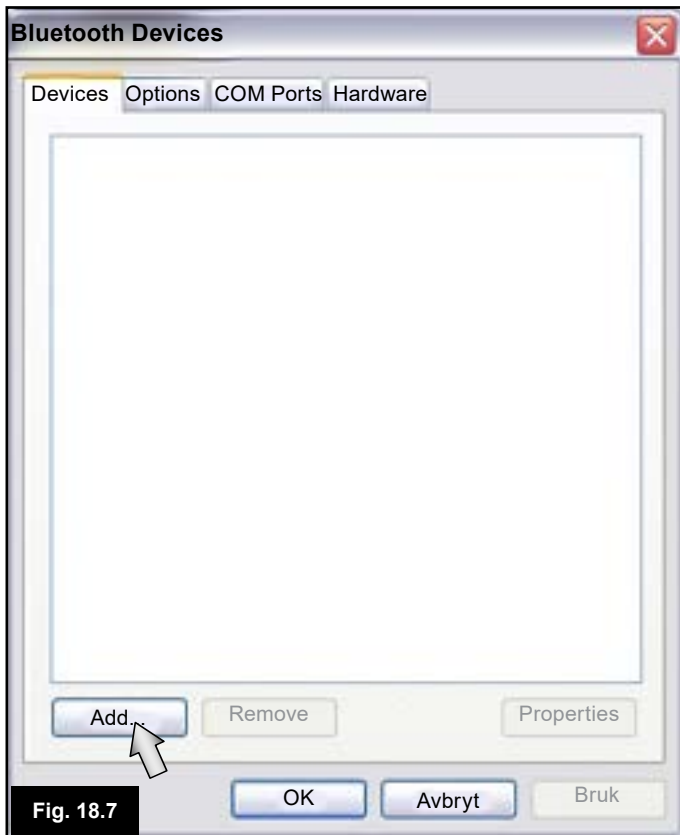 Bluetooth Devices
Devices Options COM Ports Hardware
Add... Remove Properties
OK Avbryt Bruk
Fig. 18.7